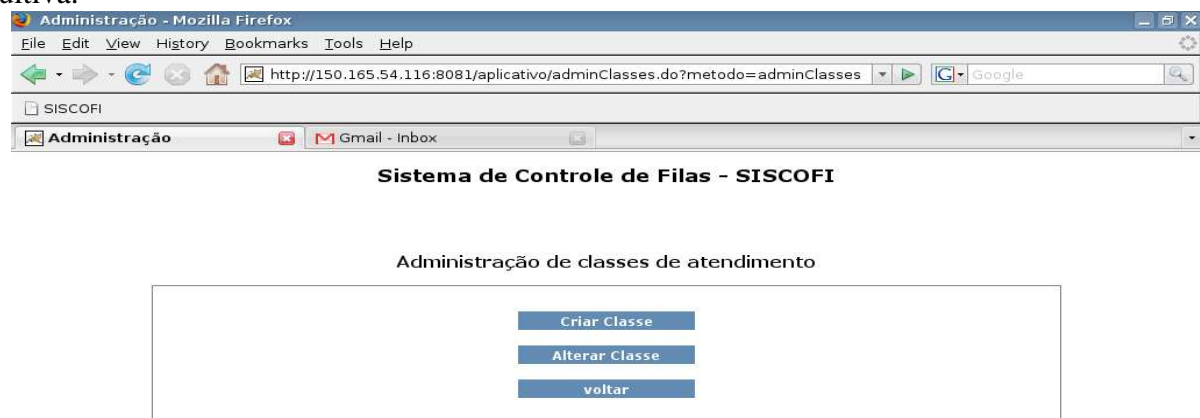 Administração - Mozilla Firefox
File Edit View History Bookmarks Tools Help
http://150.165.54.116:8081/aplicativo/adminClasses.do?metodo=adminClasses G Google
SISCOFI
Administração Gmail - Inbox
Sistema de Controle de Filas - SISCOFI
Administração de classes de atendimento
Criar Classe
Alterar Classe
voltar